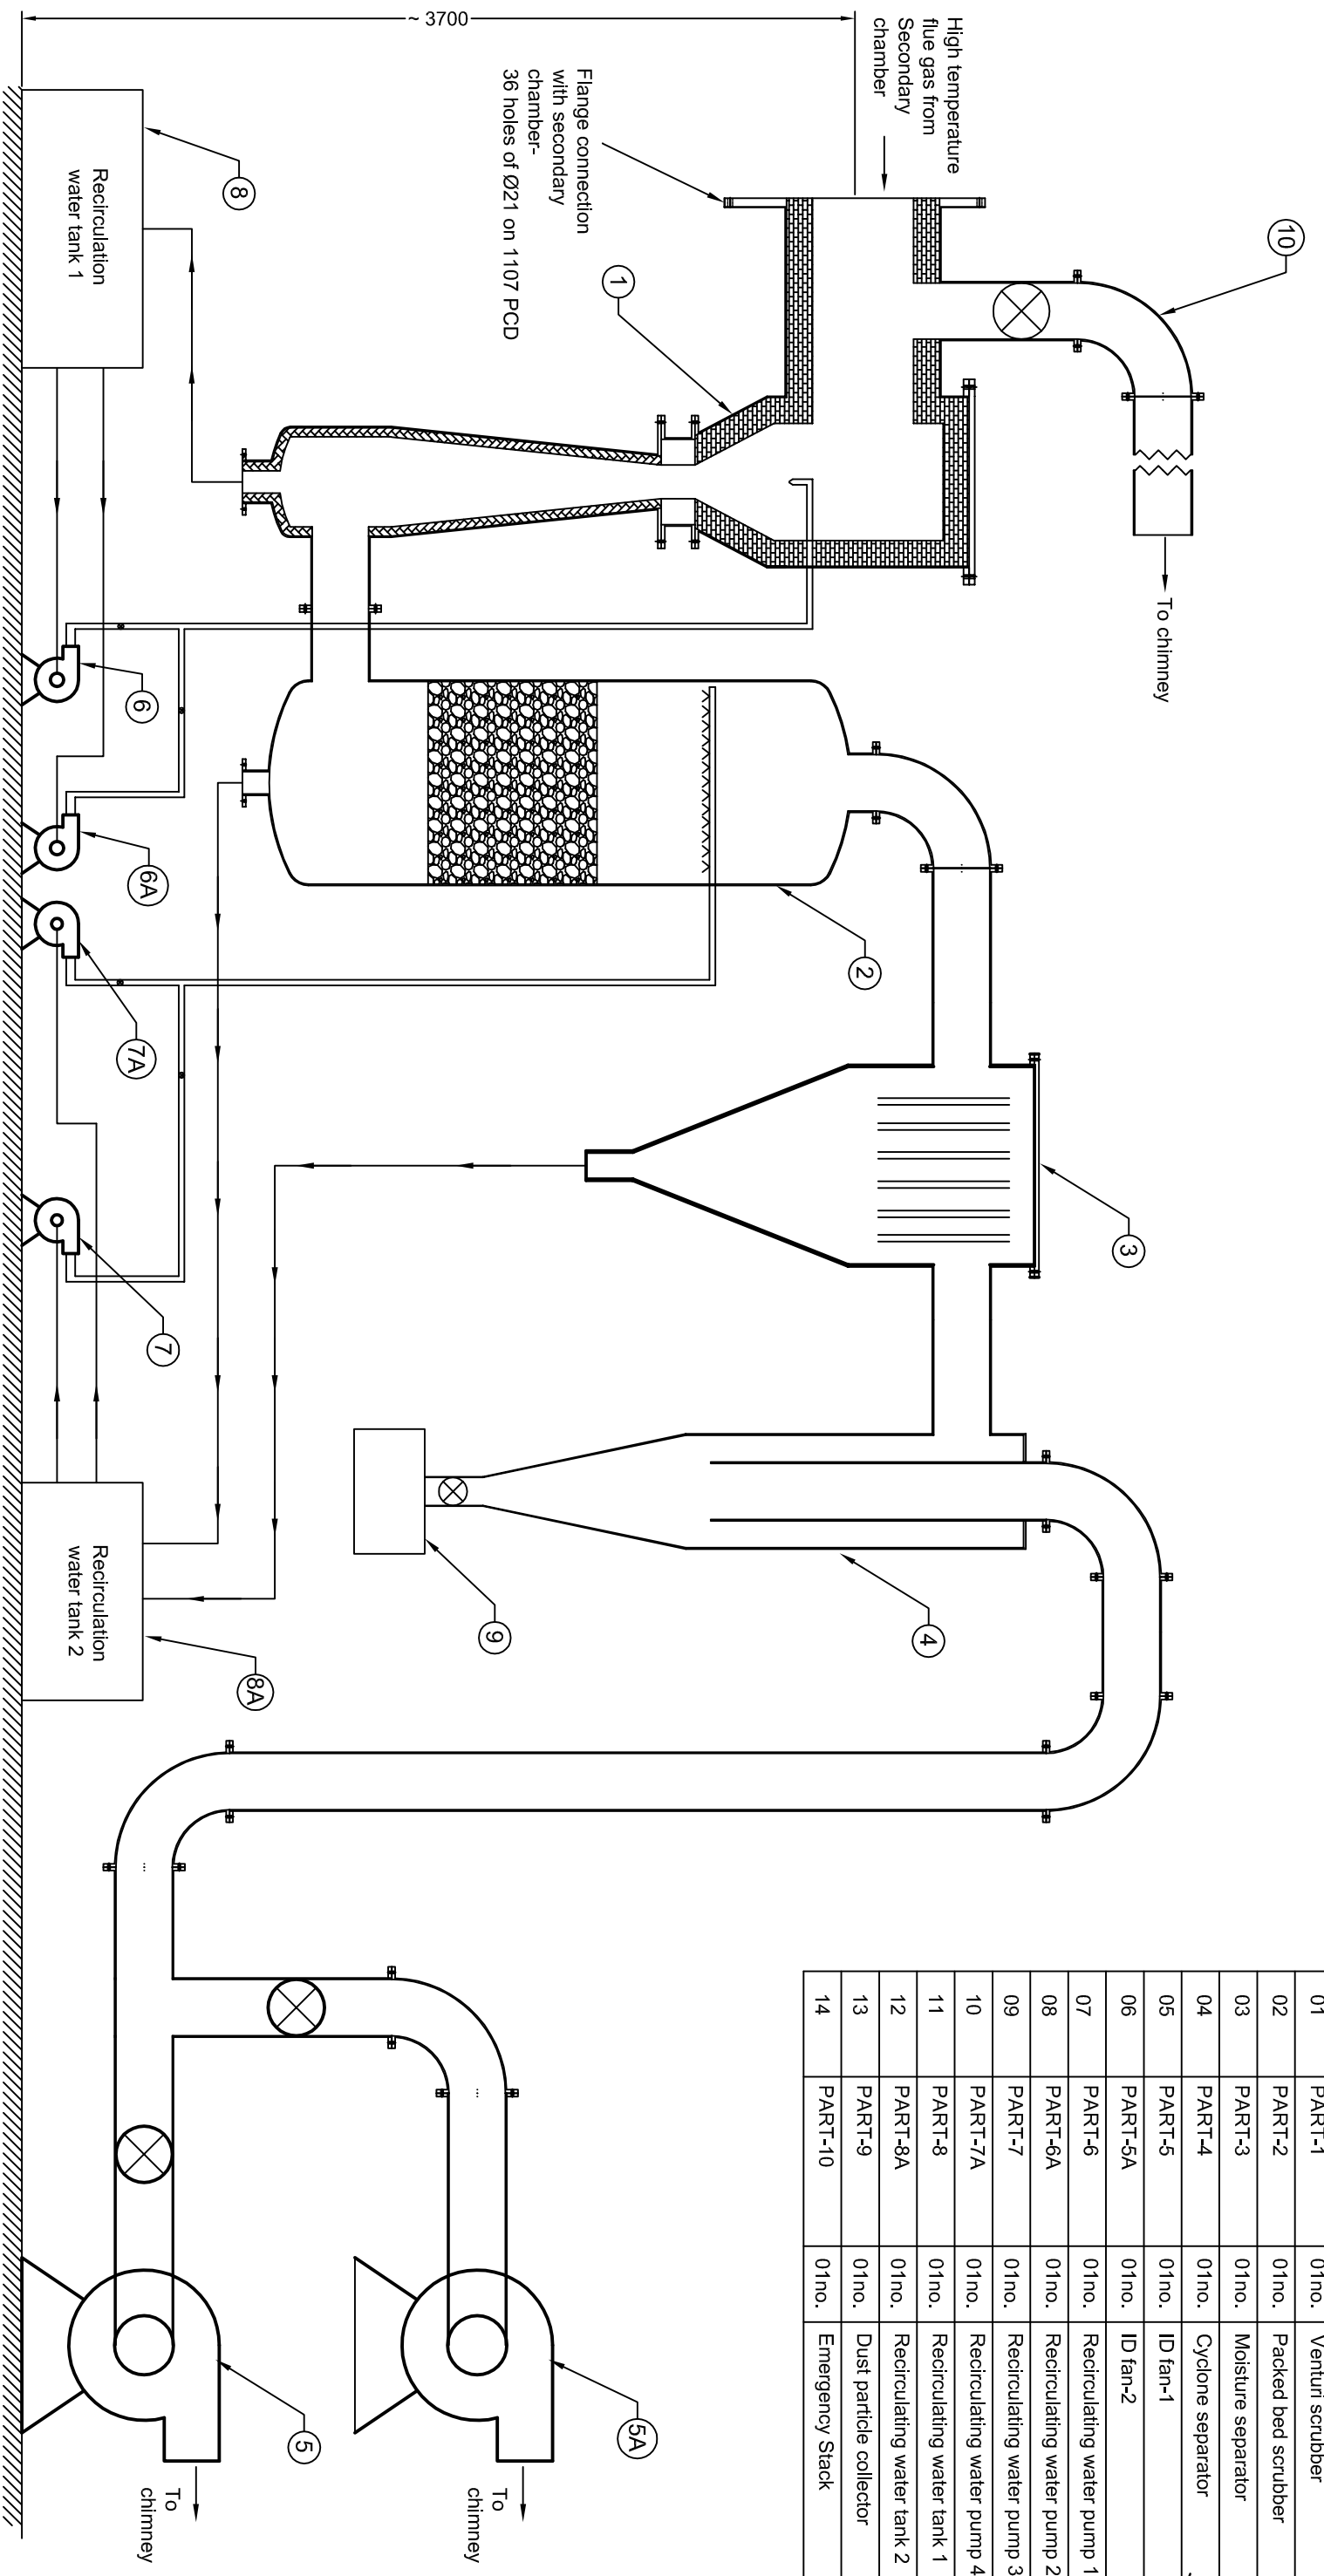 10
To chimney
High temperature
flue gas from
Secondary
chamber
~ 3700
Flange connection
with secondary
chamber-
36 holes of Ø21 on 1107 PCD
1
2
3
4
9
8
Recirculation
water tank 1
6
6A
7A
7
Recirculation
water tank 2
8A
5A
To
chimney
5
To
chimney
01 PART-1 01no. Venturi scrubber
02 PART-2 01no. Packed bed scrubber
03 PART-3 01no. Moisture separator
04 PART-4 01no. Cyclone separator
05 PART-5 01no. ID fan-1
06 PART-5A 01no. ID fan-2
07 PART-6 01no. Recirculating water pump 1
08 PART-6A 01no. Recirculating water pump 2
09 PART-7 01no. Recirculating water pump 3
10 PART-7A 01no. Recirculating water pump 4
11 PART-8 01no. Recirculating water tank 1
12 PART-8A 01no. Recirculating water tank 2
13 PART-9 01no. Dust particle collector
14 PART-10 01no. Emergency Stack